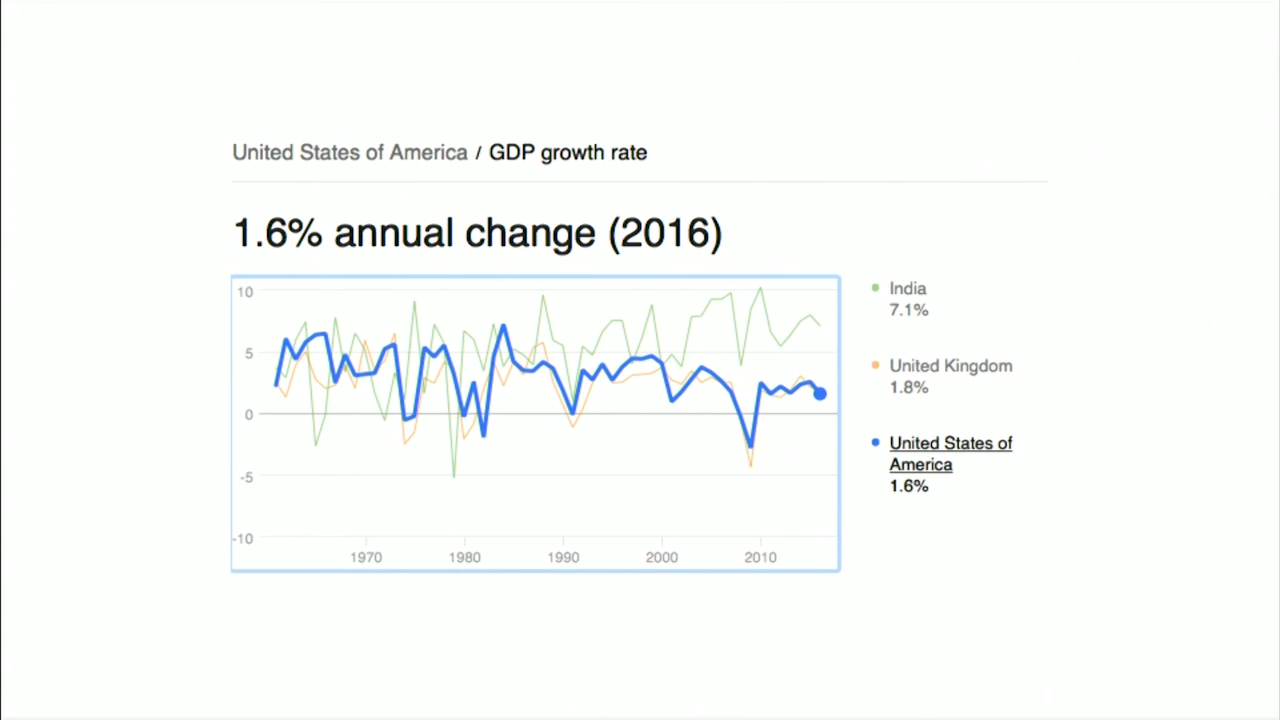 United States of America / GDP growth rate
1.6% annual change (2016)
10
5
0
-5
-10
1970 1980 1990 2000 2010
India
7.1%
United Kingdom
1.8%
United States of
America
1.6%